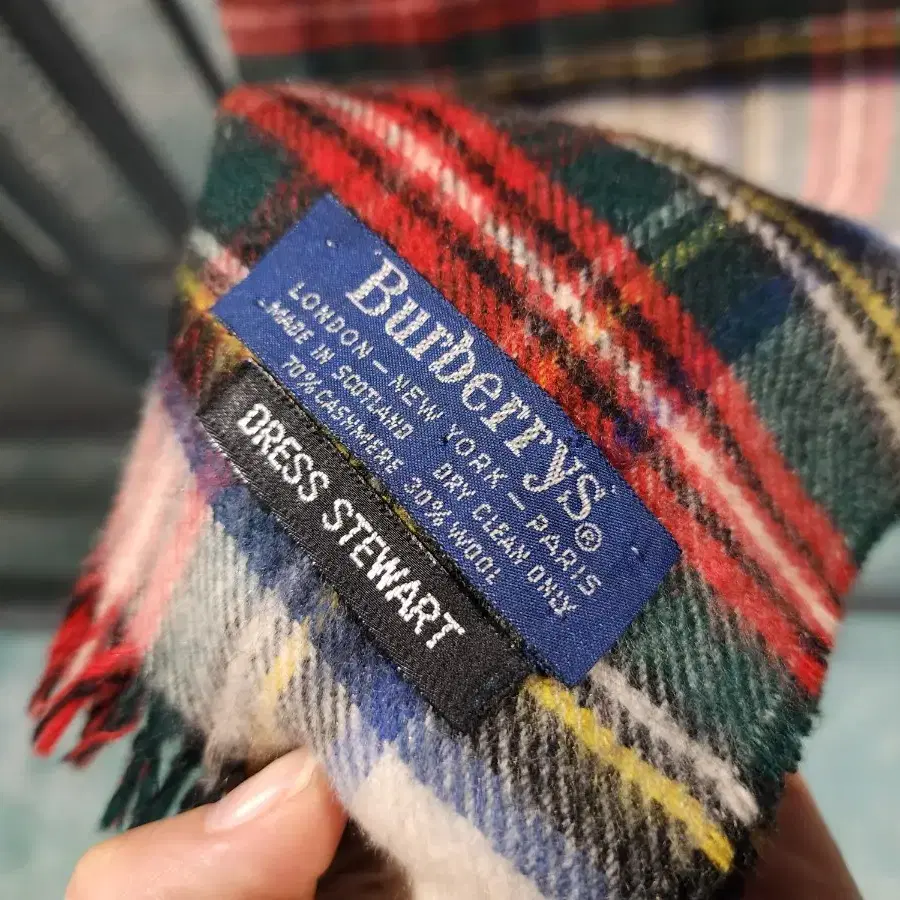 Burberrys®
LONDON – NEW YORK – PARIS
MADE IN SCOTLAND DRY CLEAN ONLY
70% CASHMERE 30% WOOL
DRESS STEWART